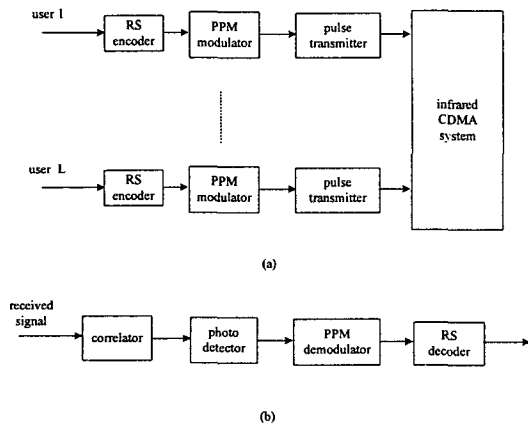 user 1
RS
encoder
PPM
modulator
pulse
transmitter
infrared
CDMA
system
user L
RS
encoder
PPM
modulator
pulse
transmitter
(a)
received
signal
correlator
photo
detector
PPM
demodulator
RS
decoder
(b)